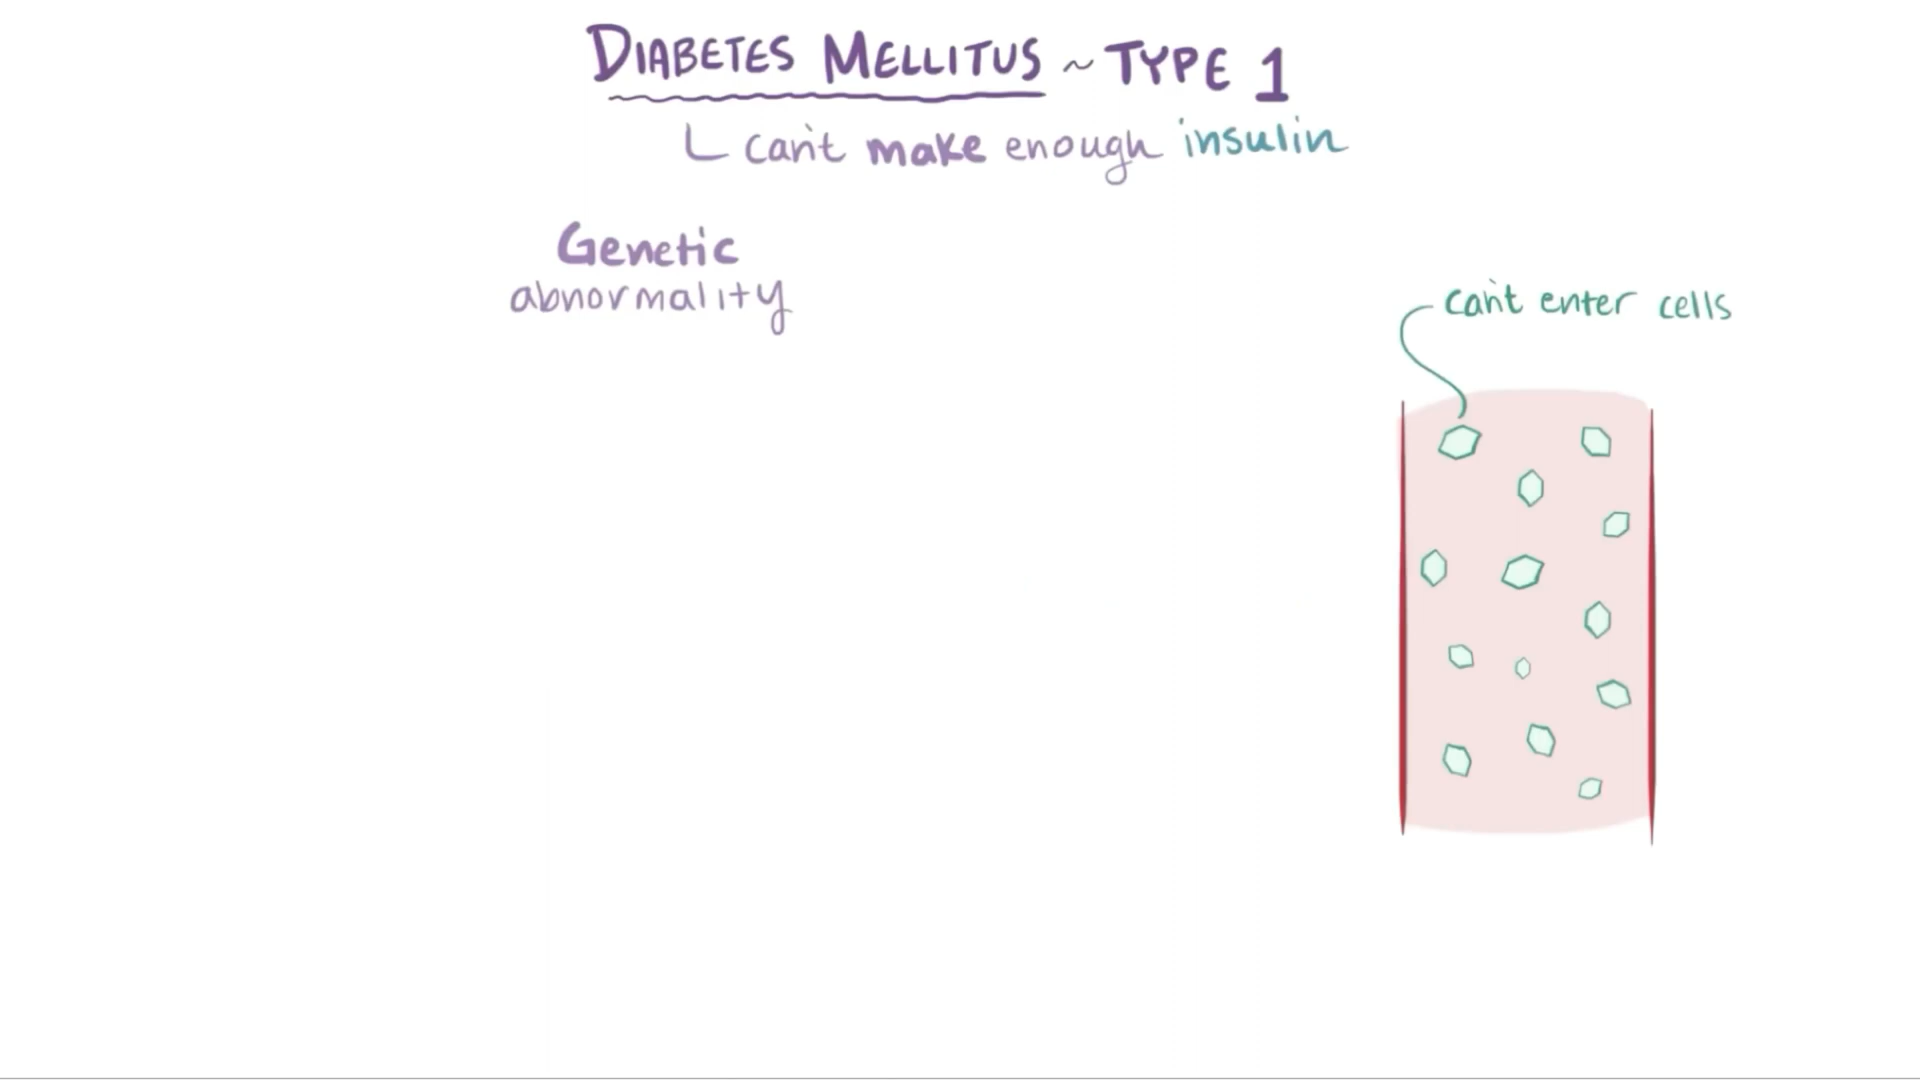 DIABETES MELLITUS ~ TYPE 1
can't make enough insulin
Genetic
abnormality
can't enter cells